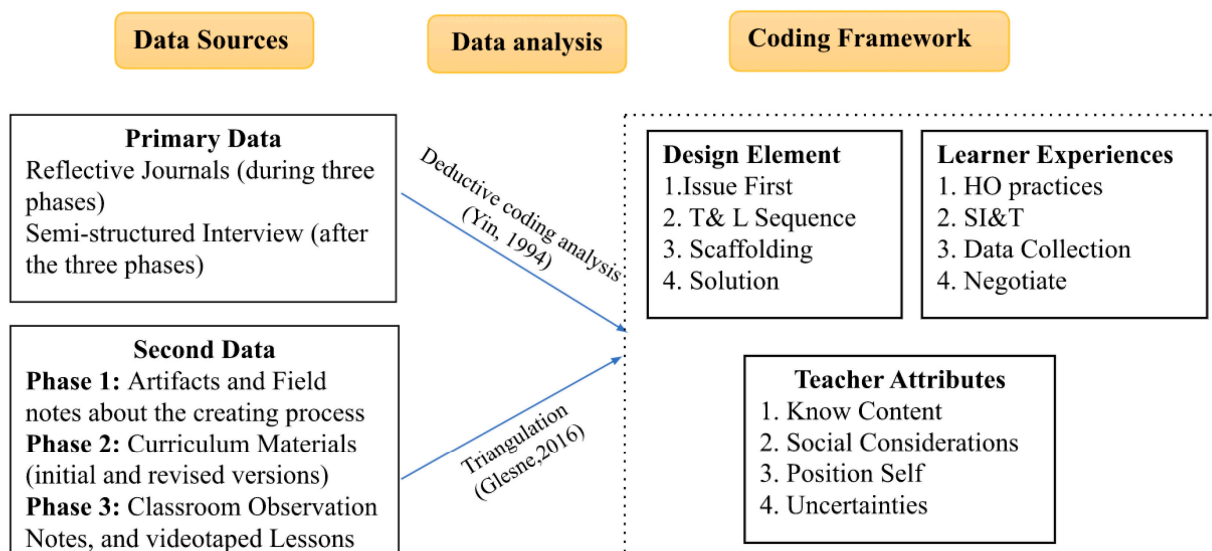 Data Sources
Data analysis
Coding Framework
Primary Data
Reflective Journals (during three
phases)
Semi-structured Interview (after
the three phases)
Second Data
Phase 1: Artifacts and Field
notes about the creating process
Phase 2: Curriculum Materials
(initial and revised versions)
Phase 3: Classroom Observation
Notes, and videotaped Lessons
Deductive coding analysis
(Yin, 1994)
Triangulation
(Glesne,2016)
Design Element
1.Issue First
2. T& L Sequence
3. Scaffolding
4. Solution
Learner Experiences
1. HO practices
2. SI&T
3. Data Collection
4. Negotiate
Teacher Attributes
1. Know Content
2. Social Considerations
3. Position Self
4. Uncertainties